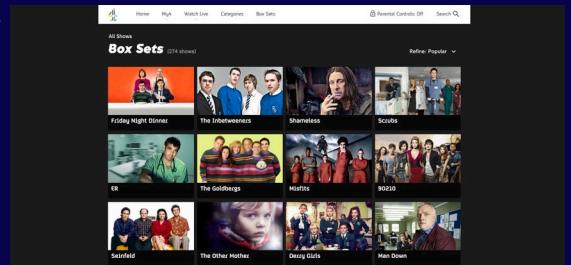 Home My4 Watch Live Categories Box Sets Parental Controls: Off Search
All Shows
Box Sets (274 shows)
Refine: Popular
Friday Night Dinner The Inbetweeners Shameless Scrubs
ER The Goldbergs Misfits 90210
Seinfeld The Other Mother Derry Girls Man Down